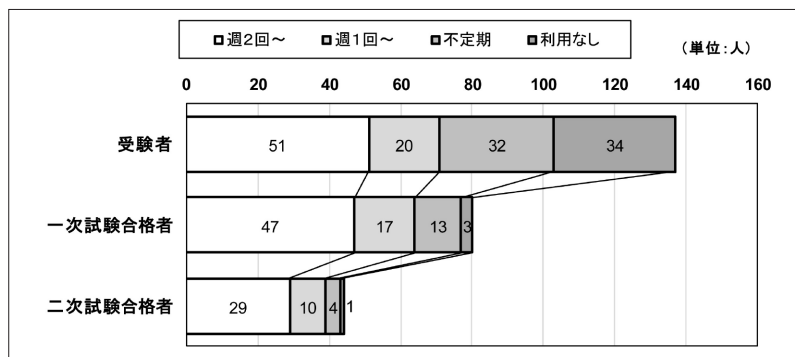 週２回～ 週１回～ 不定期 利用なし
（単位：人）
0 20 40 60 80 100 120 140 160
受験者 51 20 32 34
一次試験合格者 47 17 13 3
二次試験合格者 29 10 4 1